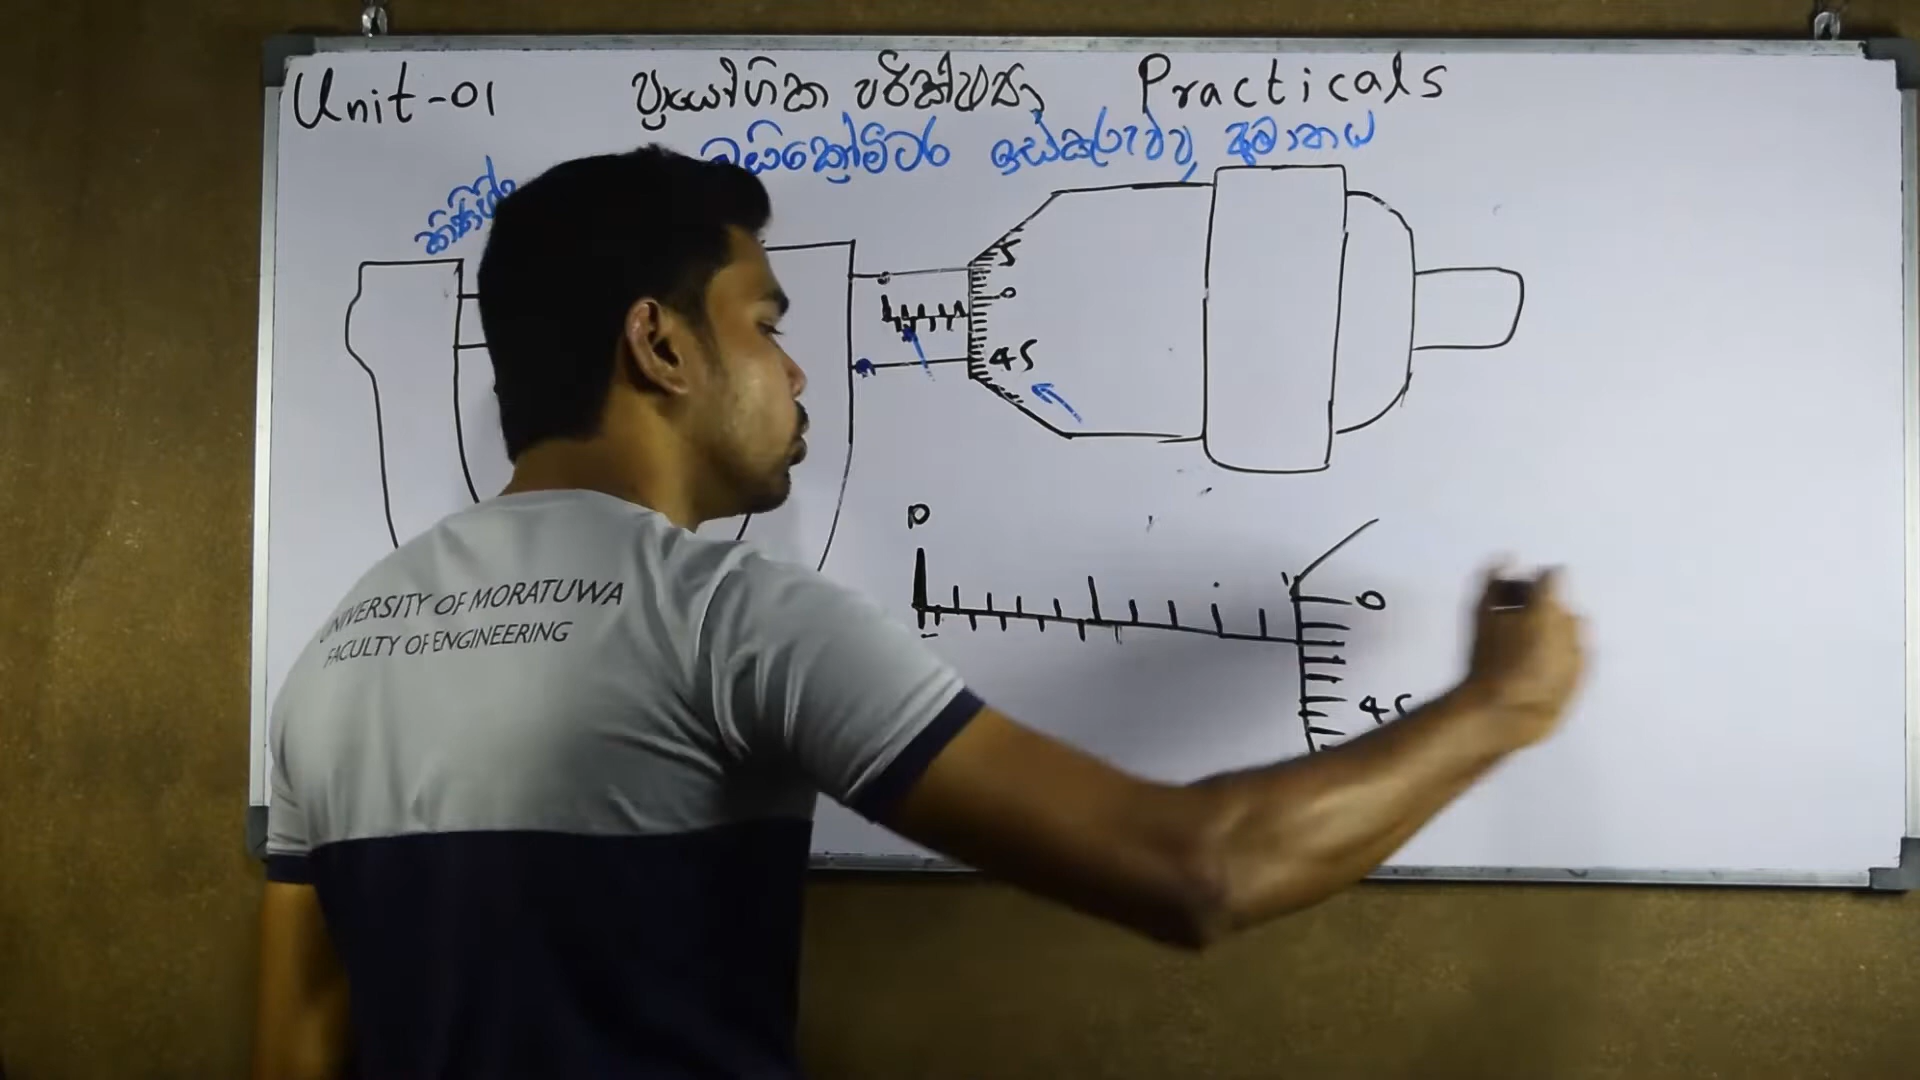 Unit-01 ප්‍රායෝගික පරීක්ෂණ Practicals
මයික්‍රෝමීටර ඉස්කුරුප්පු ආමානය
5
0
45
0
0
45
UNIVERSITY OF MORATUWA
FACULTY OF ENGINEERING